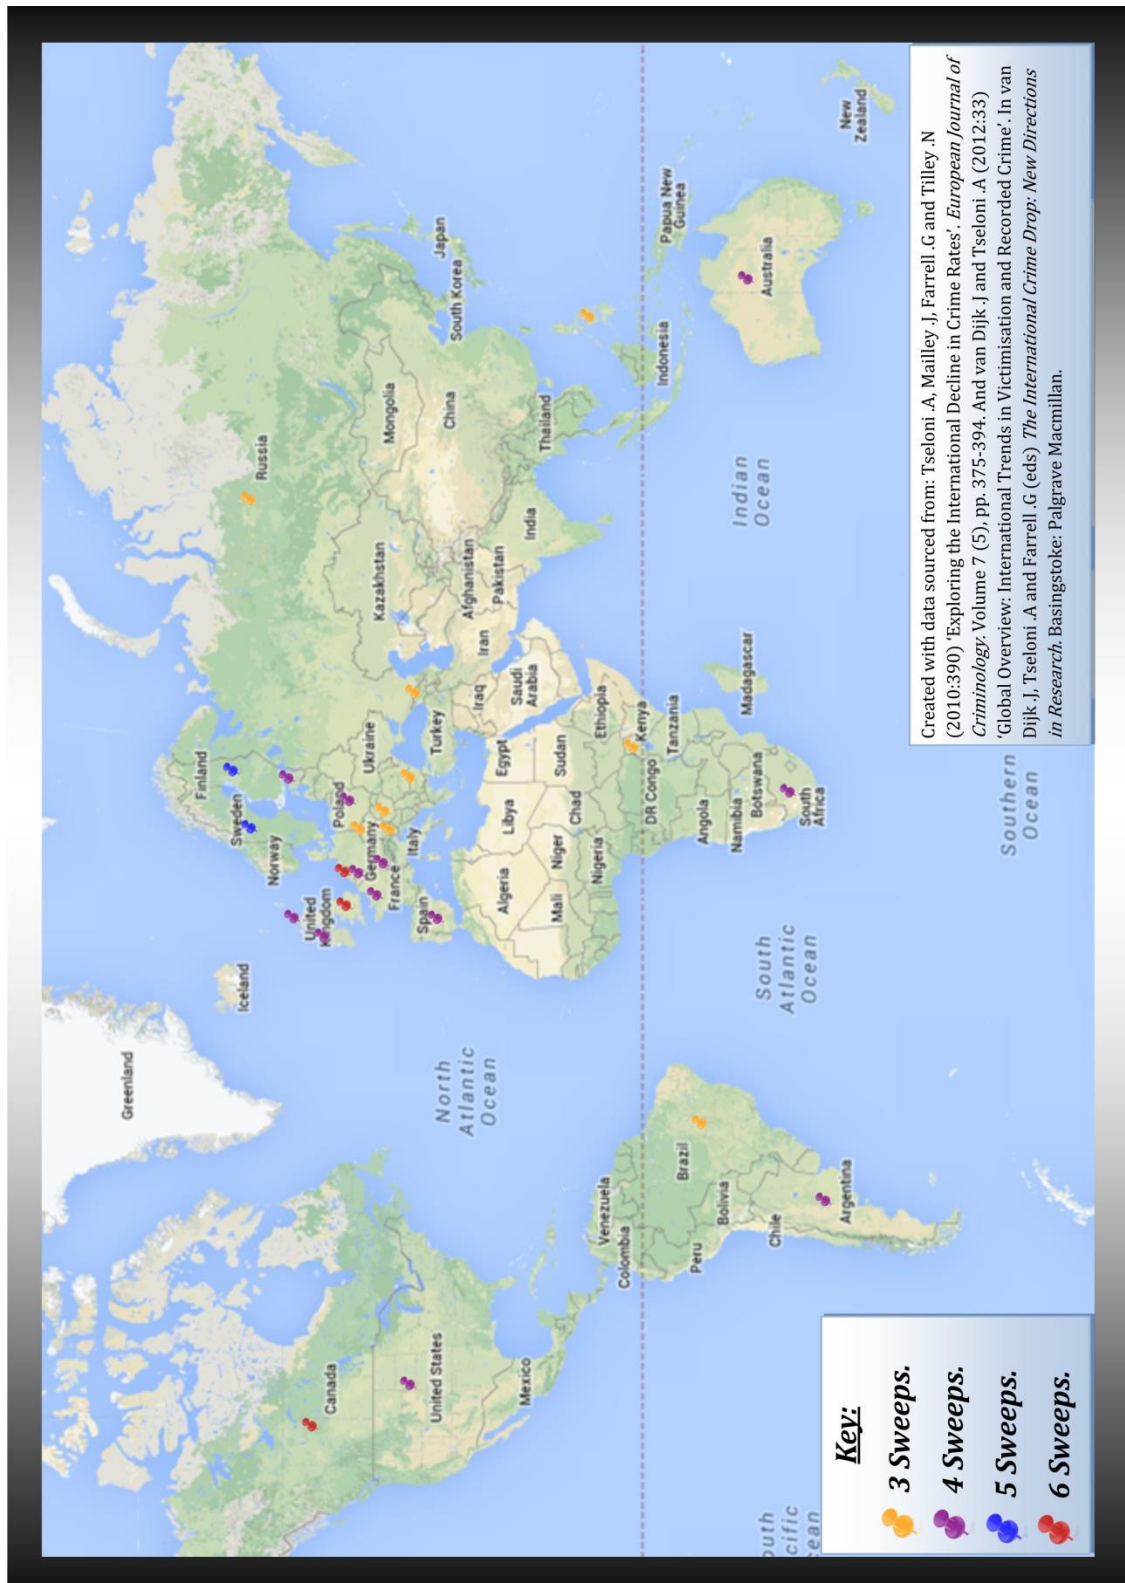 Greenland
Iceland
Norway
Sweden
Finland
Russia
Canada
United States
Mexico
United
Kingdom
Poland
Germany
France
Ukraine
Spain
Italy
Turkey
Kazakhstan
Mongolia
China
South Korea
Japan
Afghanistan
Pakistan
Iran
Iraq
Saudi
Arabia
India
Thailand
Algeria
Libya
Egypt
Mali
Niger
Chad
Sudan
Nigeria
Ethiopia
DR Congo
Kenya
Tanzania
Angola
Namibia
Botswana
South
Africa
Madagascar
Venezuela
Colombia
Brazil
Peru
Bolivia
Chile
Argentina
Indonesia
Papua New
Guinea
Australia
New
Zealand
North
Atlantic
Ocean
South
Atlantic
Ocean
Indian
Ocean
Southern
Ocean
outh
cific
ean
Key:
3 Sweeps.
4 Sweeps.
5 Sweeps.
6 Sweeps.
Created with data sourced from: Tseloni .A, Mailley .J, Farrell .G and Tilley .N
(2010:390) ‘Exploring the International Decline in Crime Rates’. European Journal of
Criminology. Volume 7 (5), pp. 375-394. And van Dijk .J and Tseloni .A (2012:33)
‘Global Overview: International Trends in Victimisation and Recorded Crime’. In van
Dijk .J, Tseloni .A and Farrell .G (eds) The International Crime Drop: New Directions
in Research. Basingstoke: Palgrave Macmillan.